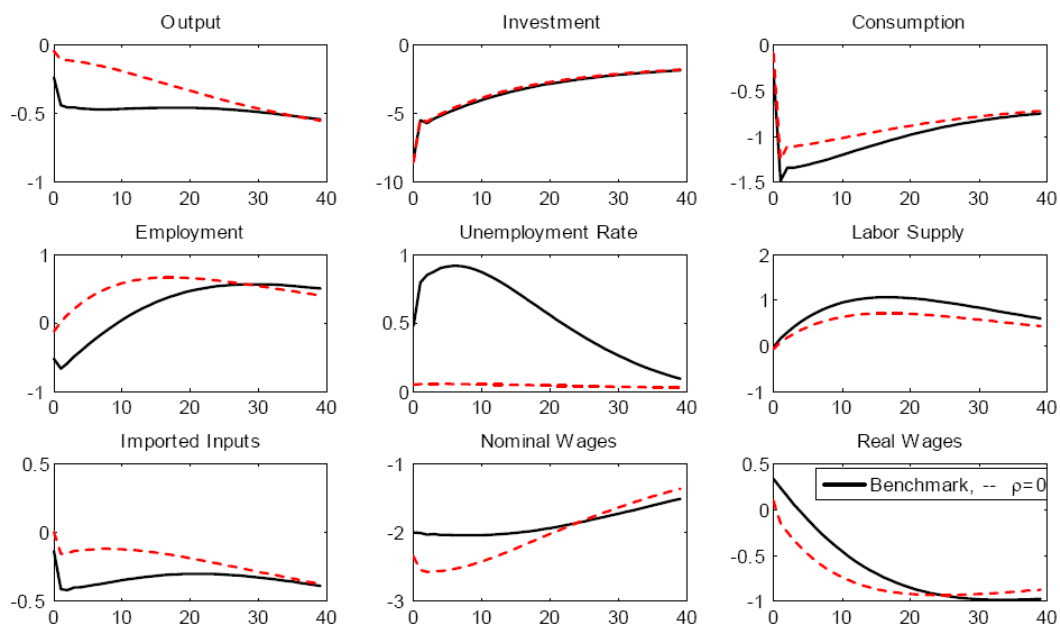 Output
Investment
Consumption
0
-0.5
-1
0 10 20 30 40
0
-5
-10
0 10 20 30 40
0
-0.5
-1
-1.5
0 10 20 30 40
Employment
Unemployment Rate
Labor Supply
1
0
-1
0 10 20 30 40
1
0.5
0
0 10 20 30 40
2
1
0
-1
0 10 20 30 40
Imported Inputs
Nominal Wages
Real Wages
0.5
0
-0.5
0 10 20 30 40
-1
-2
-3
0 10 20 30 40
0.5
0
-0.5
-1
0 10 20 30 40
Benchmark, -- ρ=0